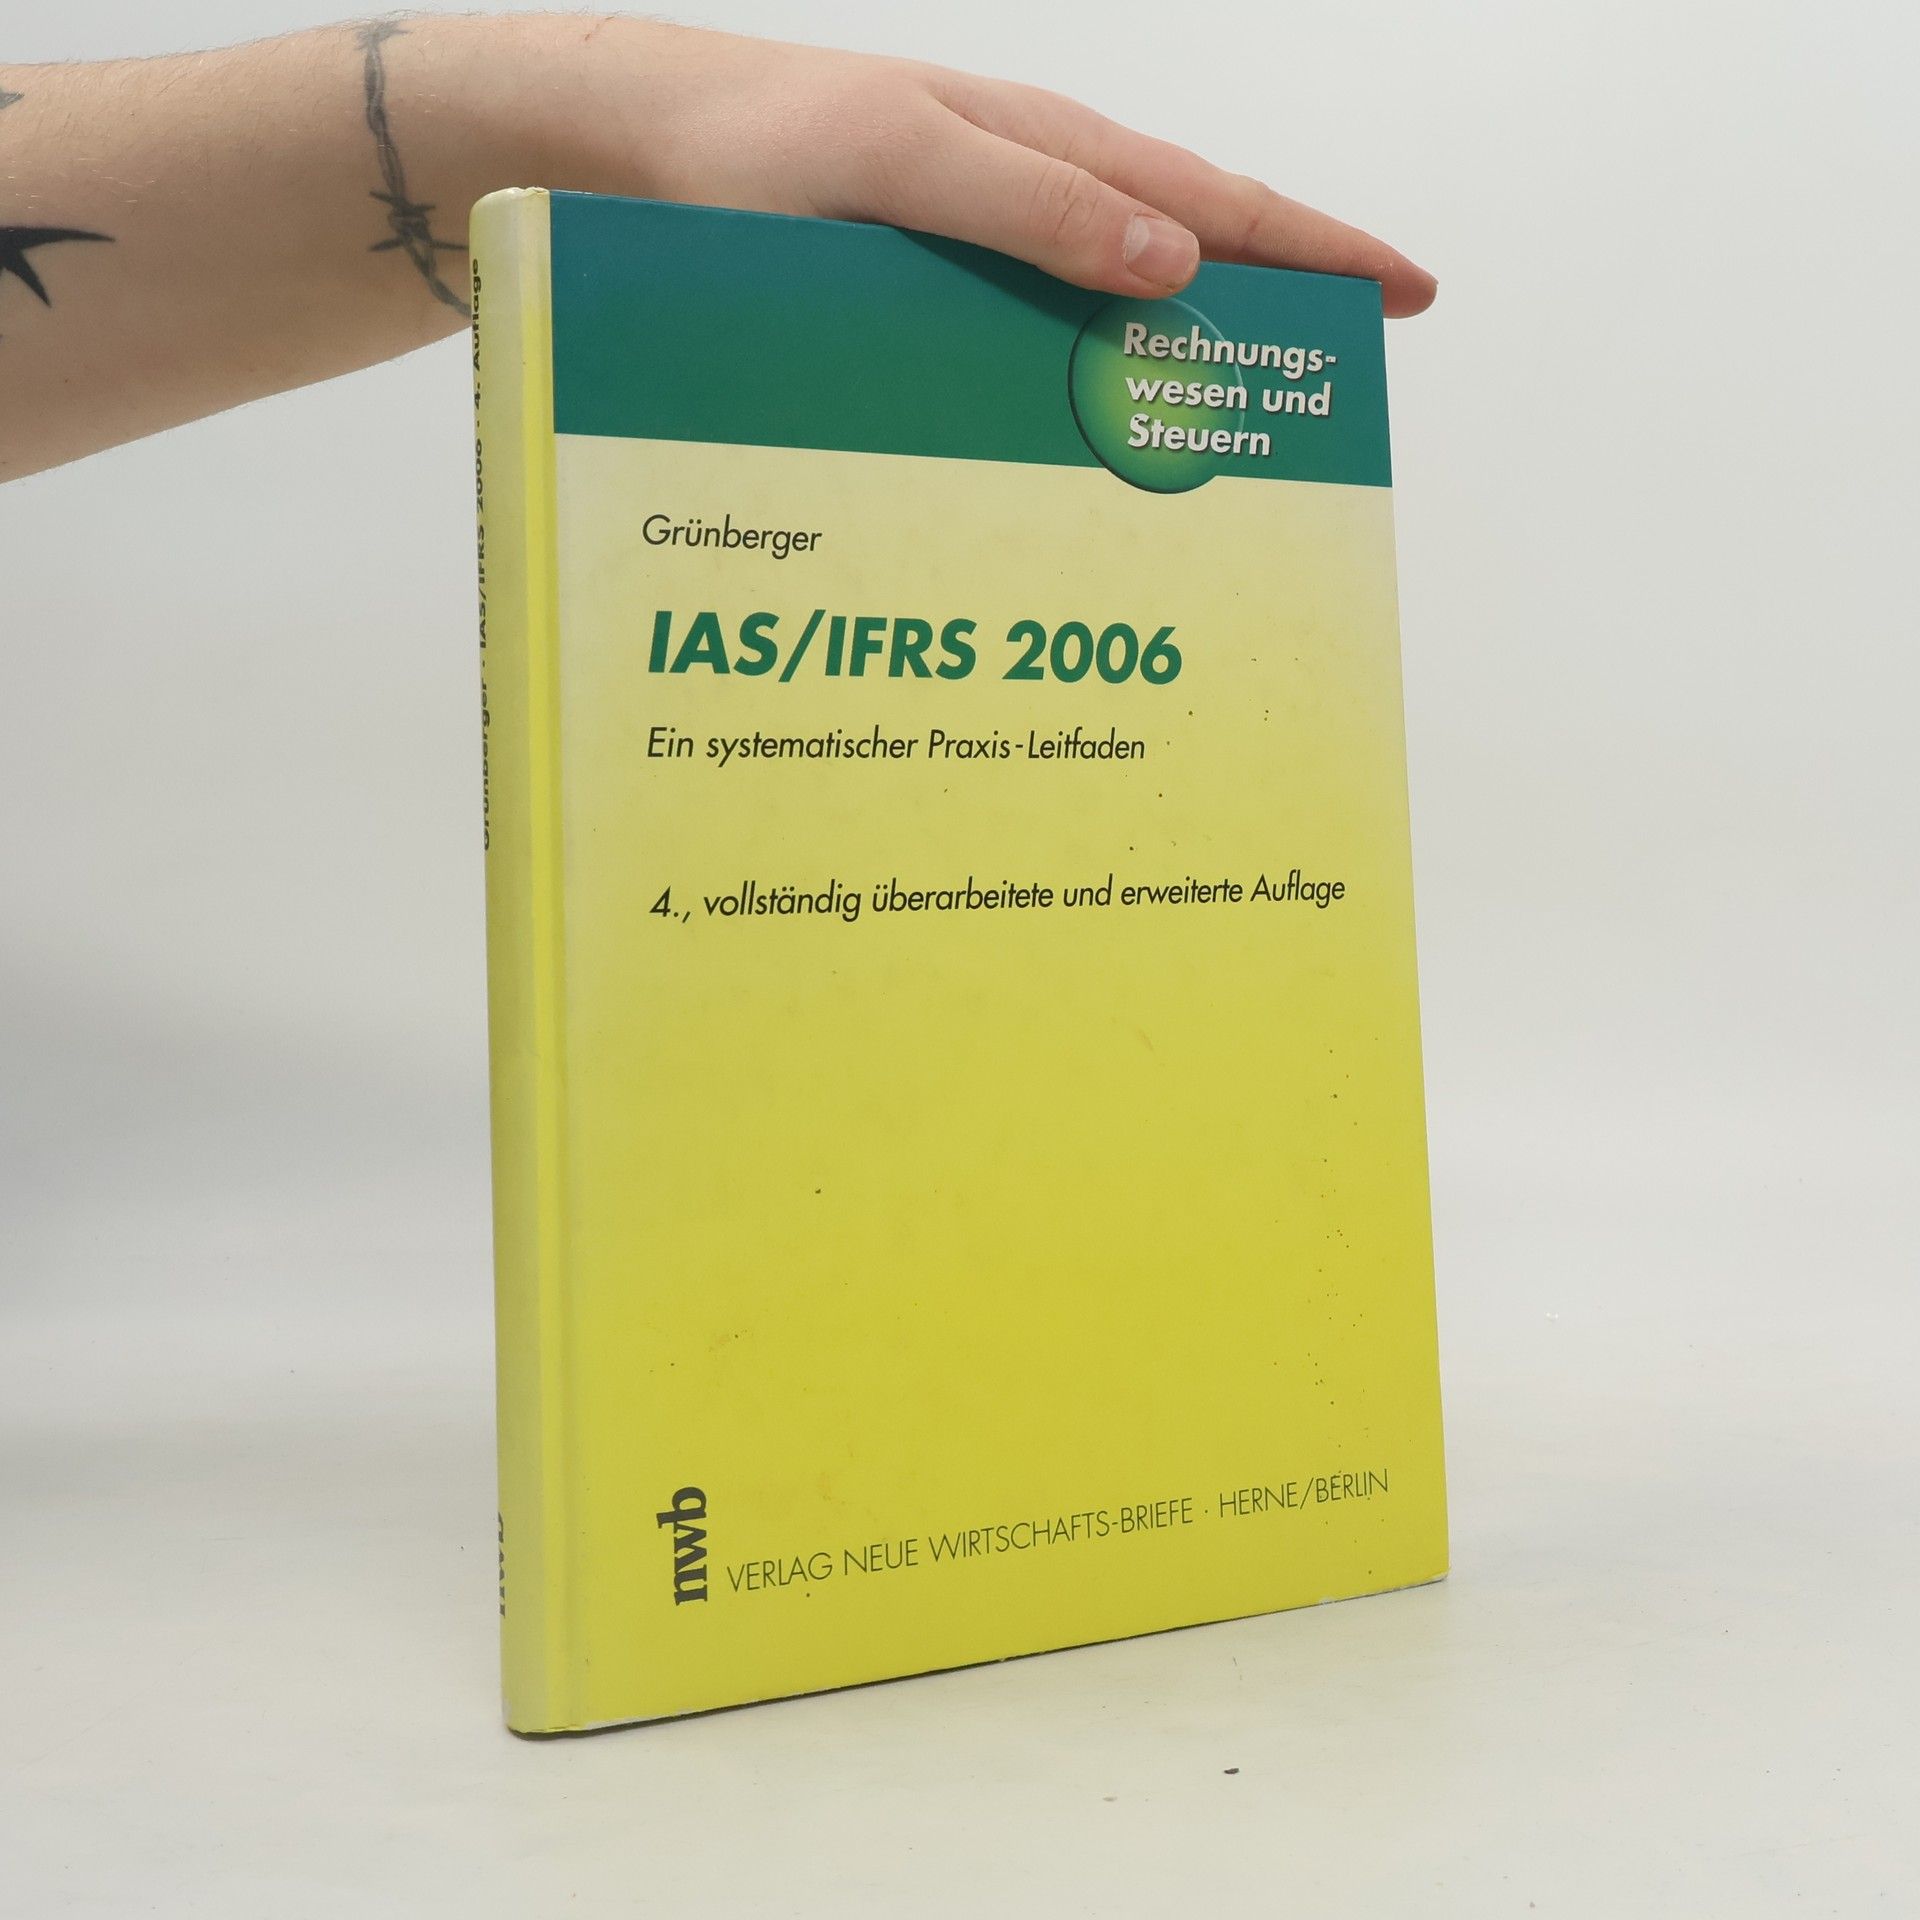 Rechnungs-
wesen und
Steuern
Grünberger
IAS/IFRS 2006
Ein systematischer Praxis-Leitfaden
4., vollständig überarbeitete und erweiterte Auflage
nwb
VERLAG NEUE WIRTSCHAFTS-BRIEFE · HERNE/BERLIN
Grünberger · IAS/IFRS 2006 · 4. Auflage
nwb